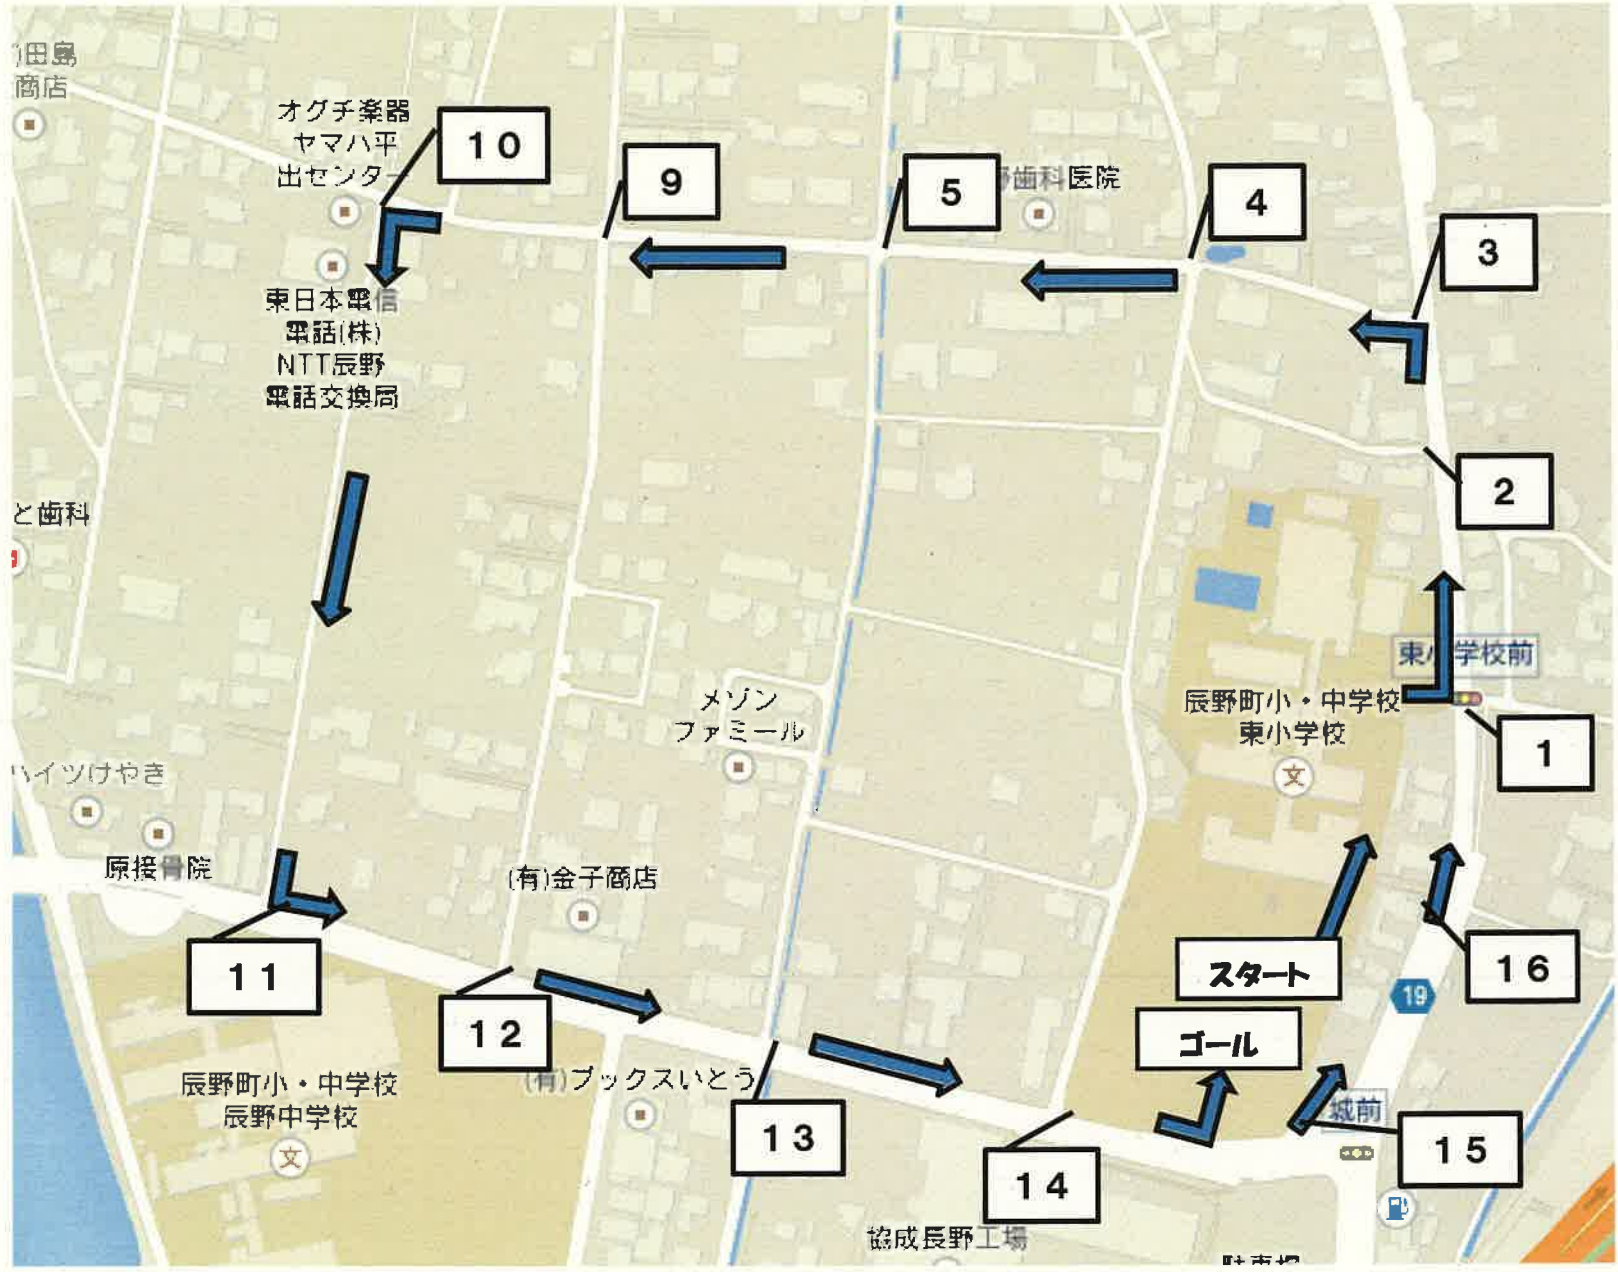 田島
商店
オグチ楽器
ヤマハ平
出センター
10
9
5
歯科医院
4
3
東日本電信
電話(株)
NTT辰野
電話交換局
2
と歯科
東小学校前
辰野町小・中学校
東小学校
文
1
メゾン
ファミール
ハイツけやき
原接骨院
(有)金子商店
11
12
スタート
16
19
ゴール
辰野町小・中学校
辰野中学校
文
(有)ブックスいとう
13
城前
15
14
協成長野工場